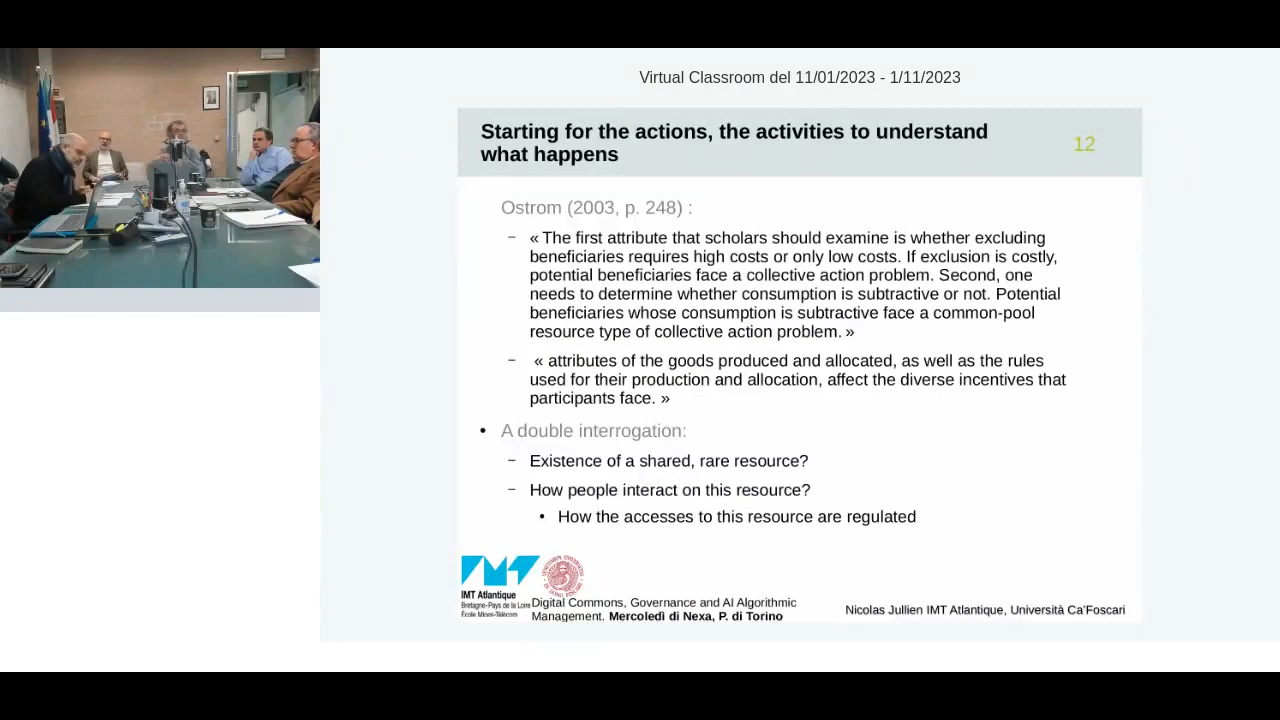 Virtual Classroom del 11/01/2023 - 1/11/2023
Starting for the actions, the activities to understand
what happens
12
Ostrom (2003, p. 248) :
– « The first attribute that scholars should examine is whether excluding
beneficiaries requires high costs or only low costs. If exclusion is costly,
potential beneficiaries face a collective action problem. Second, one
needs to determine whether consumption is subtractive or not. Potential
beneficiaries whose consumption is subtractive face a common-pool
resource type of collective action problem. »
– « attributes of the goods produced and allocated, as well as the rules
used for their production and allocation, affect the diverse incentives that
participants face. »
• A double interrogation:
– Existence of a shared, rare resource?
– How people interact on this resource?
• How the accesses to this resource are regulated
IMT Atlantique
Bretagne-Pays de la Loire
École Mines-Télécom
Digital Commons, Governance and AI Algorithmic
Management. Mercoledì di Nexa, P. di Torino
Nicolas Jullien IMT Atlantique, Università Ca'Foscari